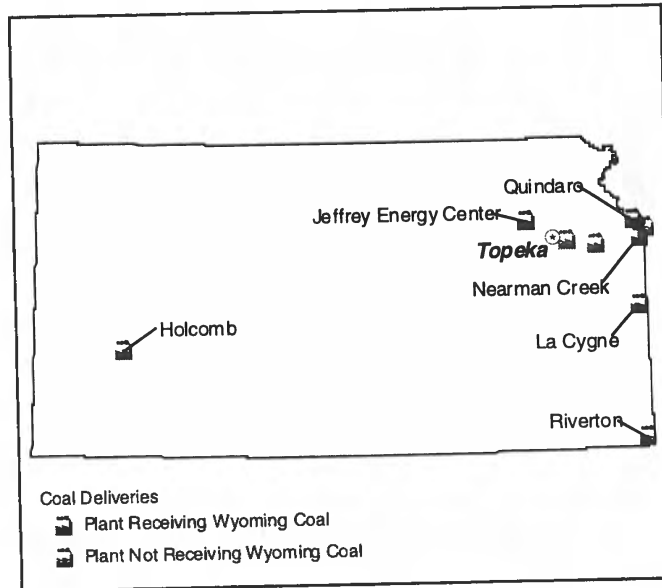 Quindaro
Jeffrey Energy Center
Topeka
Nearman Creek
Holcomb
La Cygne
Riverton
Coal Deliveries
Plant Receiving Wyoming Coal
Plant Not Receiving Wyoming Coal